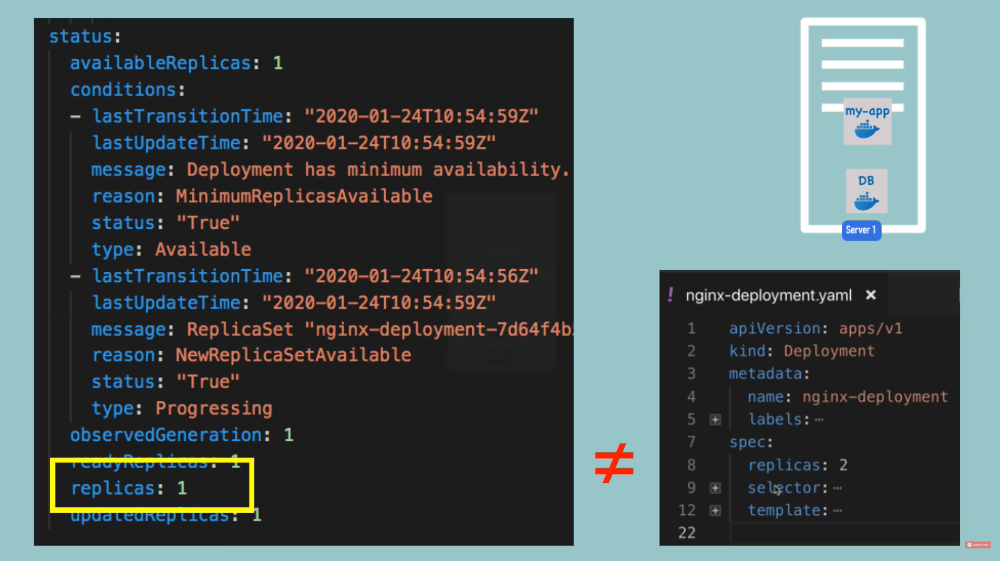 status:
availableReplicas: 1
conditions:
- lastTransitionTime: "2020-01-24T10:54:59Z"
lastUpdateTime: "2020-01-24T10:54:59Z"
message: Deployment has minimum availability.
reason: MinimumReplicasAvailable
status: "True"
type: Available
- lastTransitionTime: "2020-01-24T10:54:56Z"
lastUpdateTime: "2020-01-24T10:54:59Z"
message: ReplicaSet "nginx-deployment-7d64f4b
reason: NewReplicaSetAvailable
status: "True"
type: Progressing
observedGeneration: 1
readyReplicas: 1
replicas: 1
updatedReplicas: 1
≠
my-app
DB
Server 1
! nginx-deployment.yaml ×
1 apiVersion: apps/v1
2 kind: Deployment
3 metadata:
4 name: nginx-deployment
5 labels:…
7 spec:
8 replicas: 2
9 selector:…
12 template:…
22
SUBSCRIBE